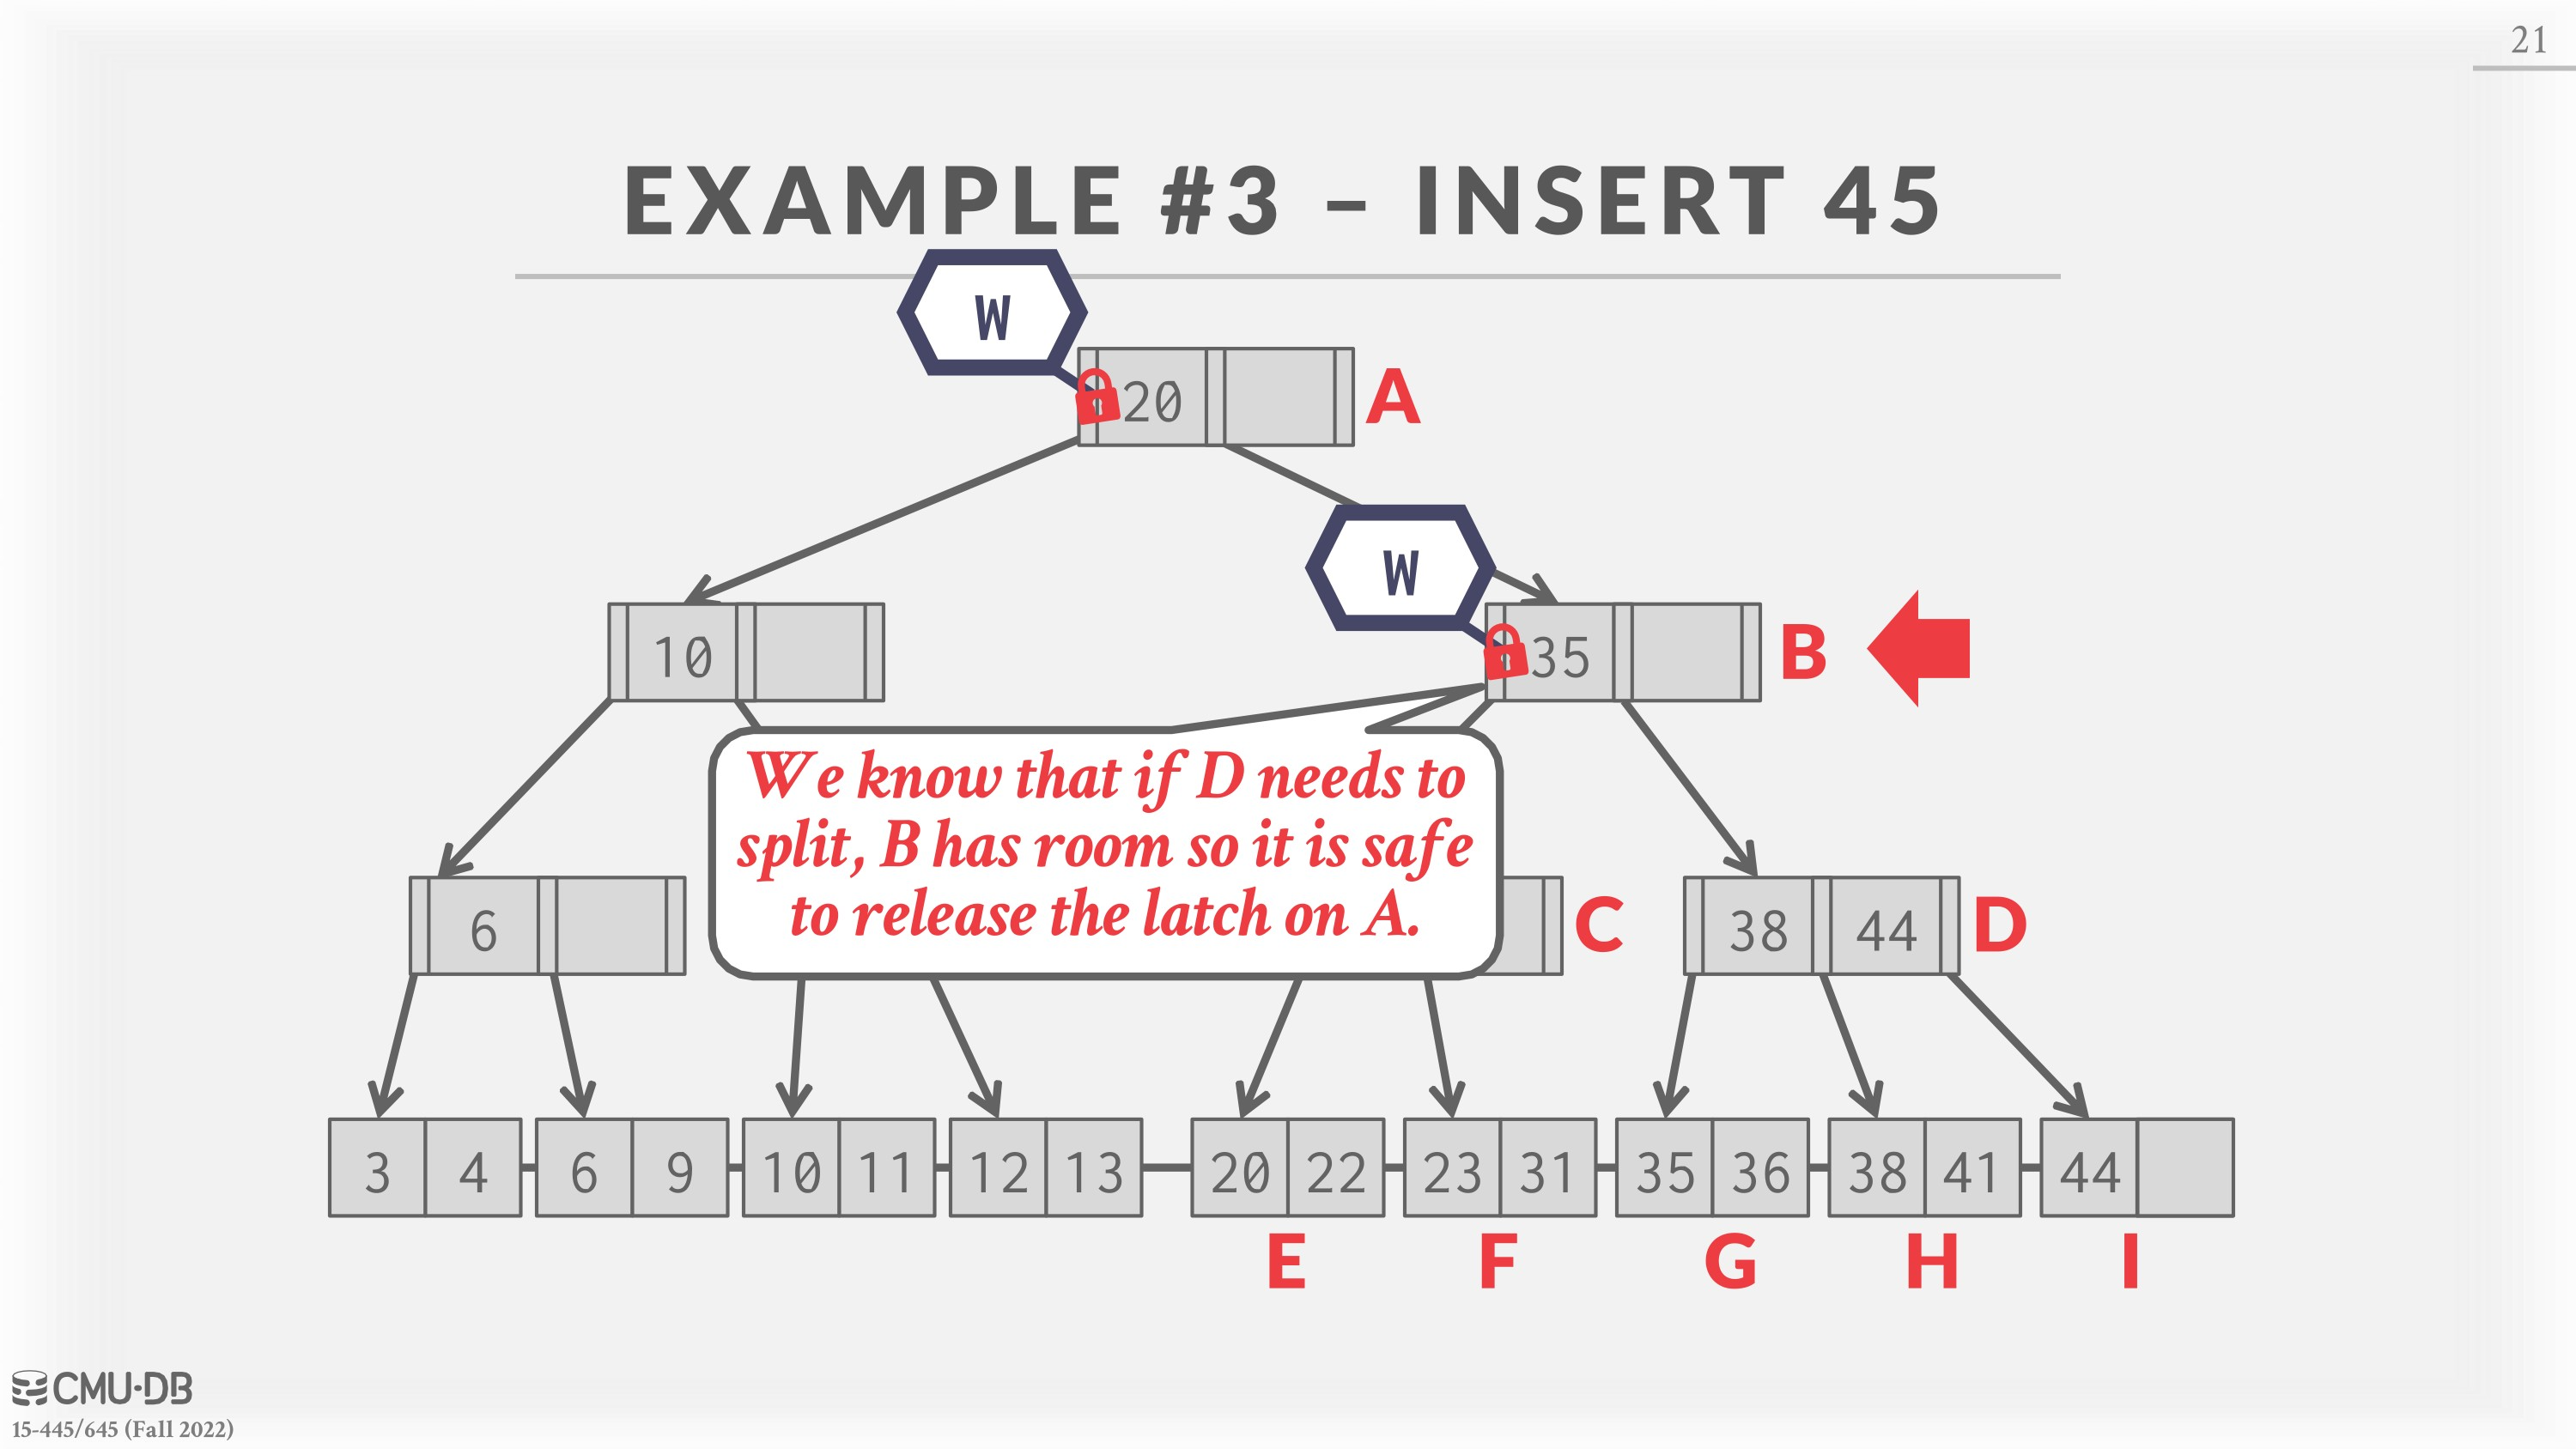 21
EXAMPLE #3 – INSERT 45
W
20
A
W
10
35
B
We know that if D needs to
split, B has room so it is safe
to release the latch on A.
6
C
38 44
D
3 4 6 9 10 11 12 13 20 22 23 31 35 36 38 41 44
E F G H I
CMU·DB
15-445/645 (Fall 2022)